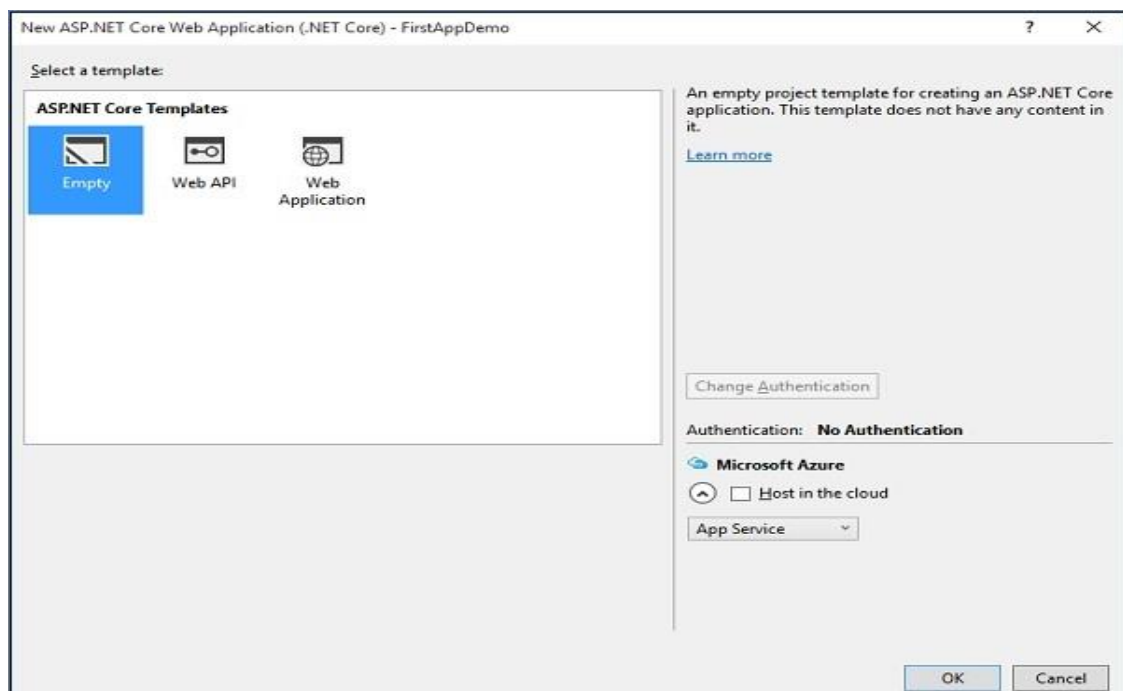 New ASP.NET Core Web Application (.NET Core) - FirstAppDemo
?
Select a template:
ASP.NET Core Templates
Empty
Web API
Web
Application
An empty project template for creating an ASP.NET Core
application. This template does not have any content in
it.
Learn more
Change Authentication
Authentication: No Authentication
Microsoft Azure
Host in the cloud
App Service
OK
Cancel